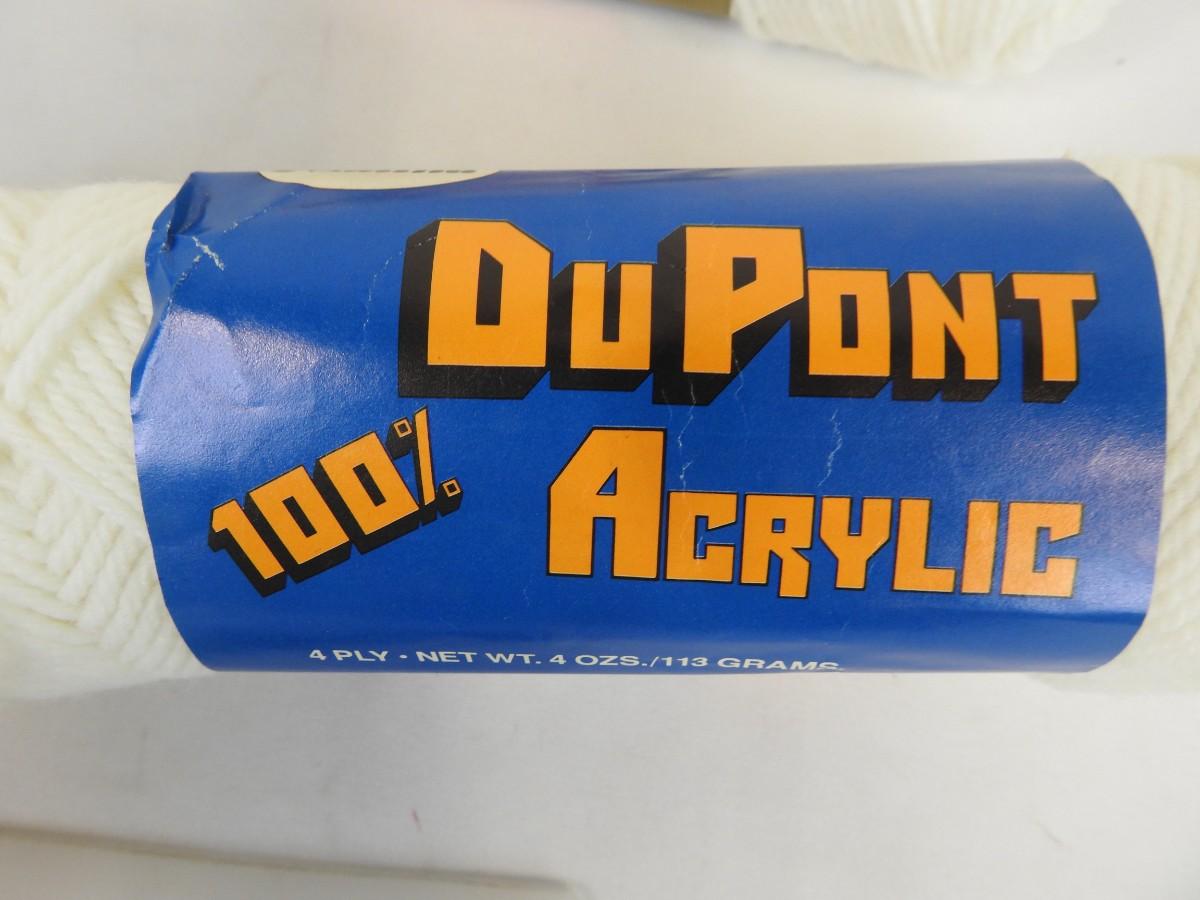 DUPONT
100%
ACRYLIC
4 PLY • NET WT. 4 OZS./113 GRAMS.